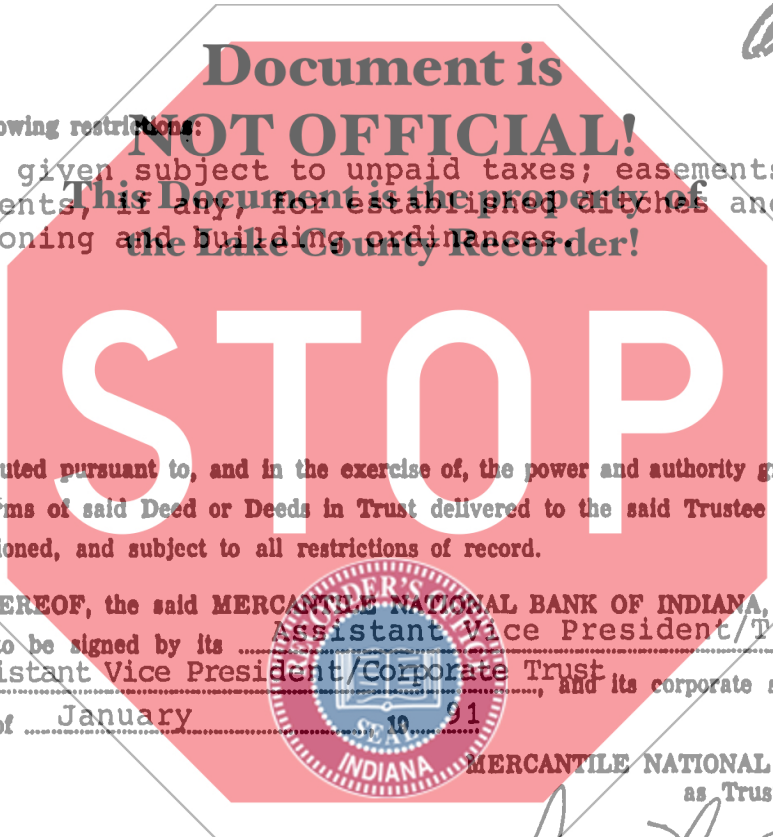 Document is
NOT OFFICIAL!
This Document is the property of
the Lake County Recorder!
STOP
owing restrictions:
given subject to unpaid taxes; easements
ents, if any, for established ditches and
oning and building ordinances.
uted pursuant to, and in the exercise of, the power and authority g
rms of said Deed or Deeds in Trust delivered to the said Trustee
ioned, and subject to all restrictions of record.
EREOF, the said MERCANTILE NATIONAL BANK OF INDIANA,
to be signed by its Assistant Vice President/T
istant Vice President/Corporate Trust, and its corporate s
of January 19 91
RECORDER'S OFFICE
SEAL
INDIANA
MERCANTILE NATIONAL
as Trus